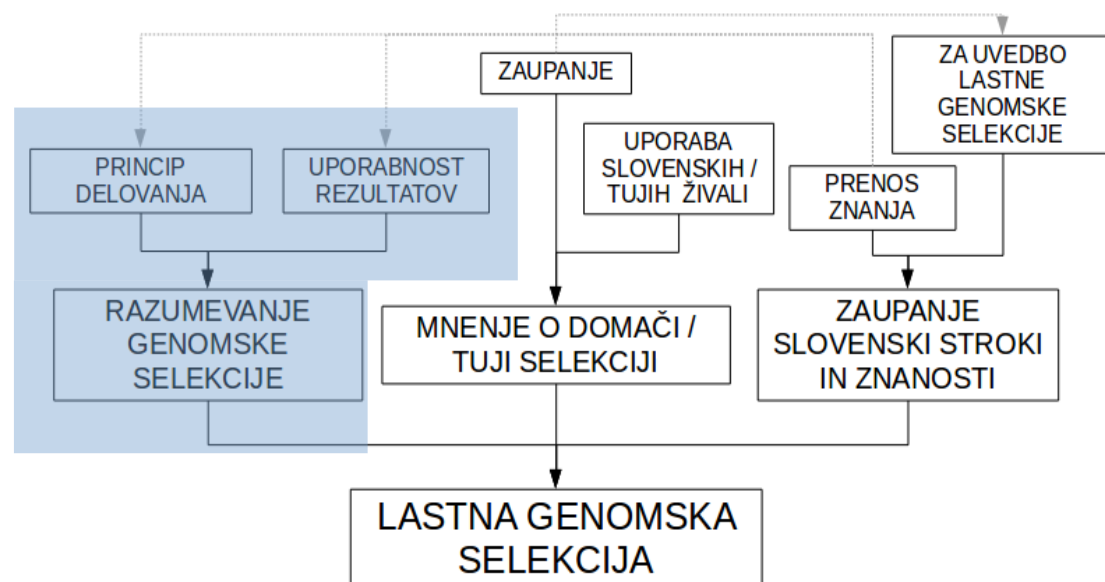 ZAUPANJE
ZA UVEDBO
LASTNE
GENOMSKE
SELEKCIJE
PRINCIP
DELOVANJA
UPORABNOST
REZULTATOV
UPORABA
SLOVENSKIH /
TUJIH ŽIVALI
PRENOS
ZNANJA
RAZUMEVANJE
GENOMSKE
SELEKCIJE
MNENJE O DOMAČI /
TUJI SELEKCIJI
ZAUPANJE
SLOVENSKI STROKI
IN ZNANOSTI
LASTNA GENOMSKA
SELEKCIJA